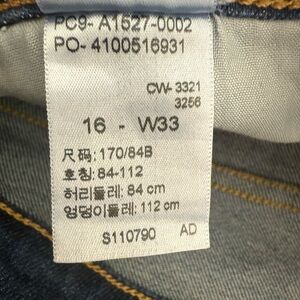 PC9- A1527-0002
PO- 4100516931
CW- 3321
3256
16 - W33
尺码: 170/84B
호칭: 84-112
허리둘레: 84 cm
엉덩이둘레: 112 cm
S110790 AD